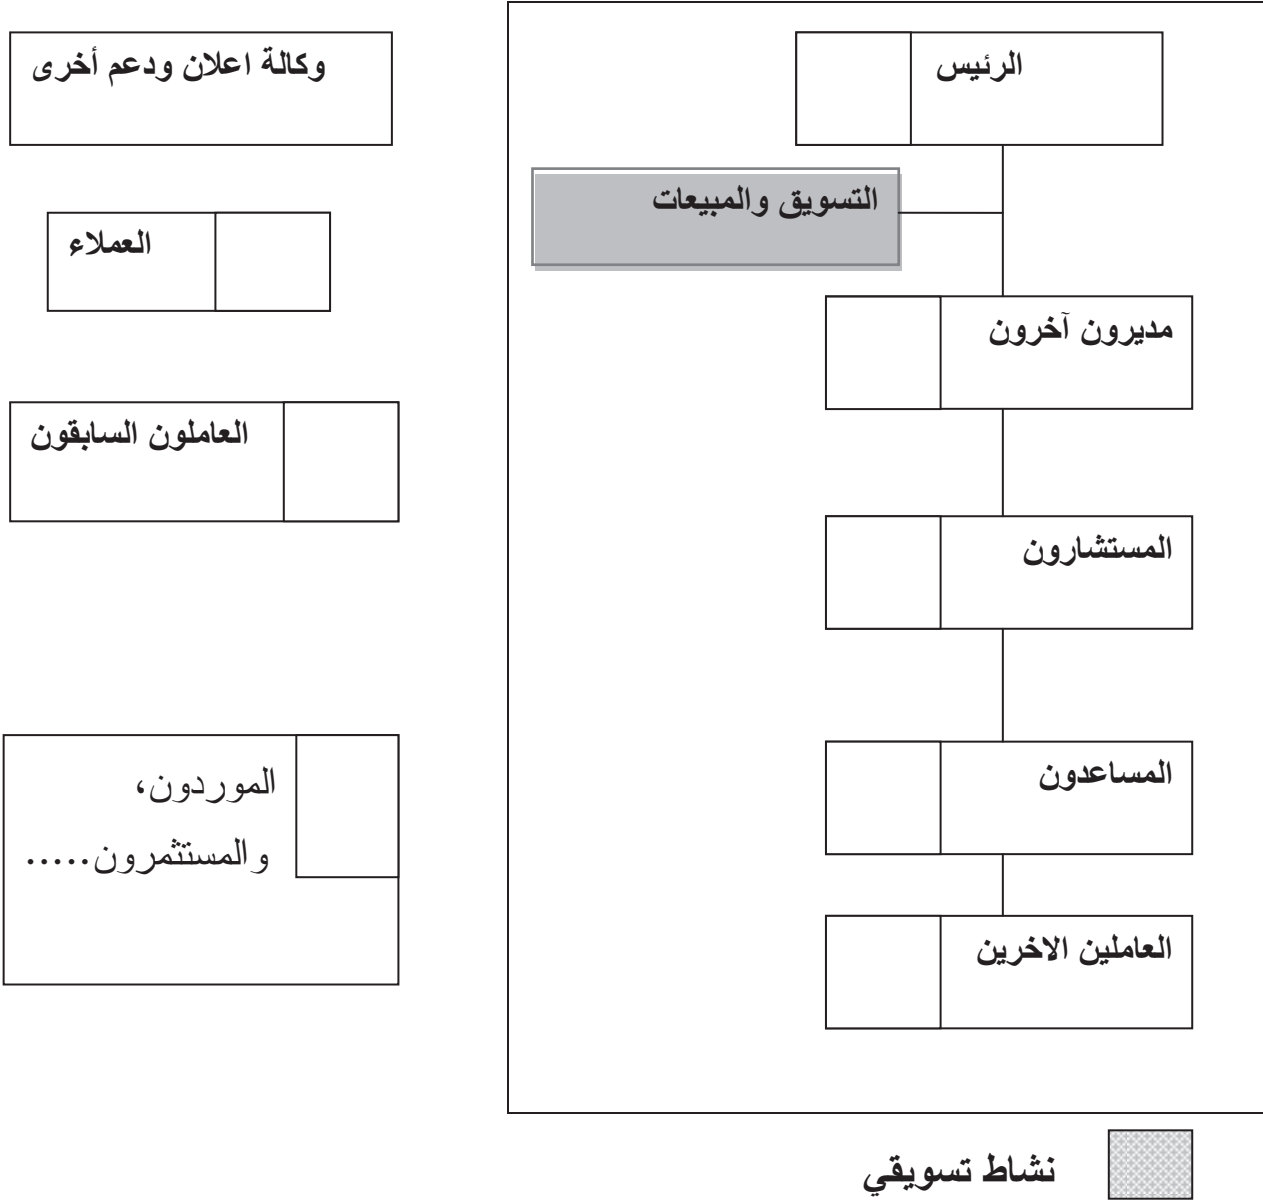 الرئيس
التسويق والمبيعات
مديرون آخرون
المستشارون
المساعدون
العاملين الاخرين
وكالة اعلان ودعم أخرى
العملاء
العاملون السابقون
الموردون،
والمستثمرون.....
نشاط تسويقي